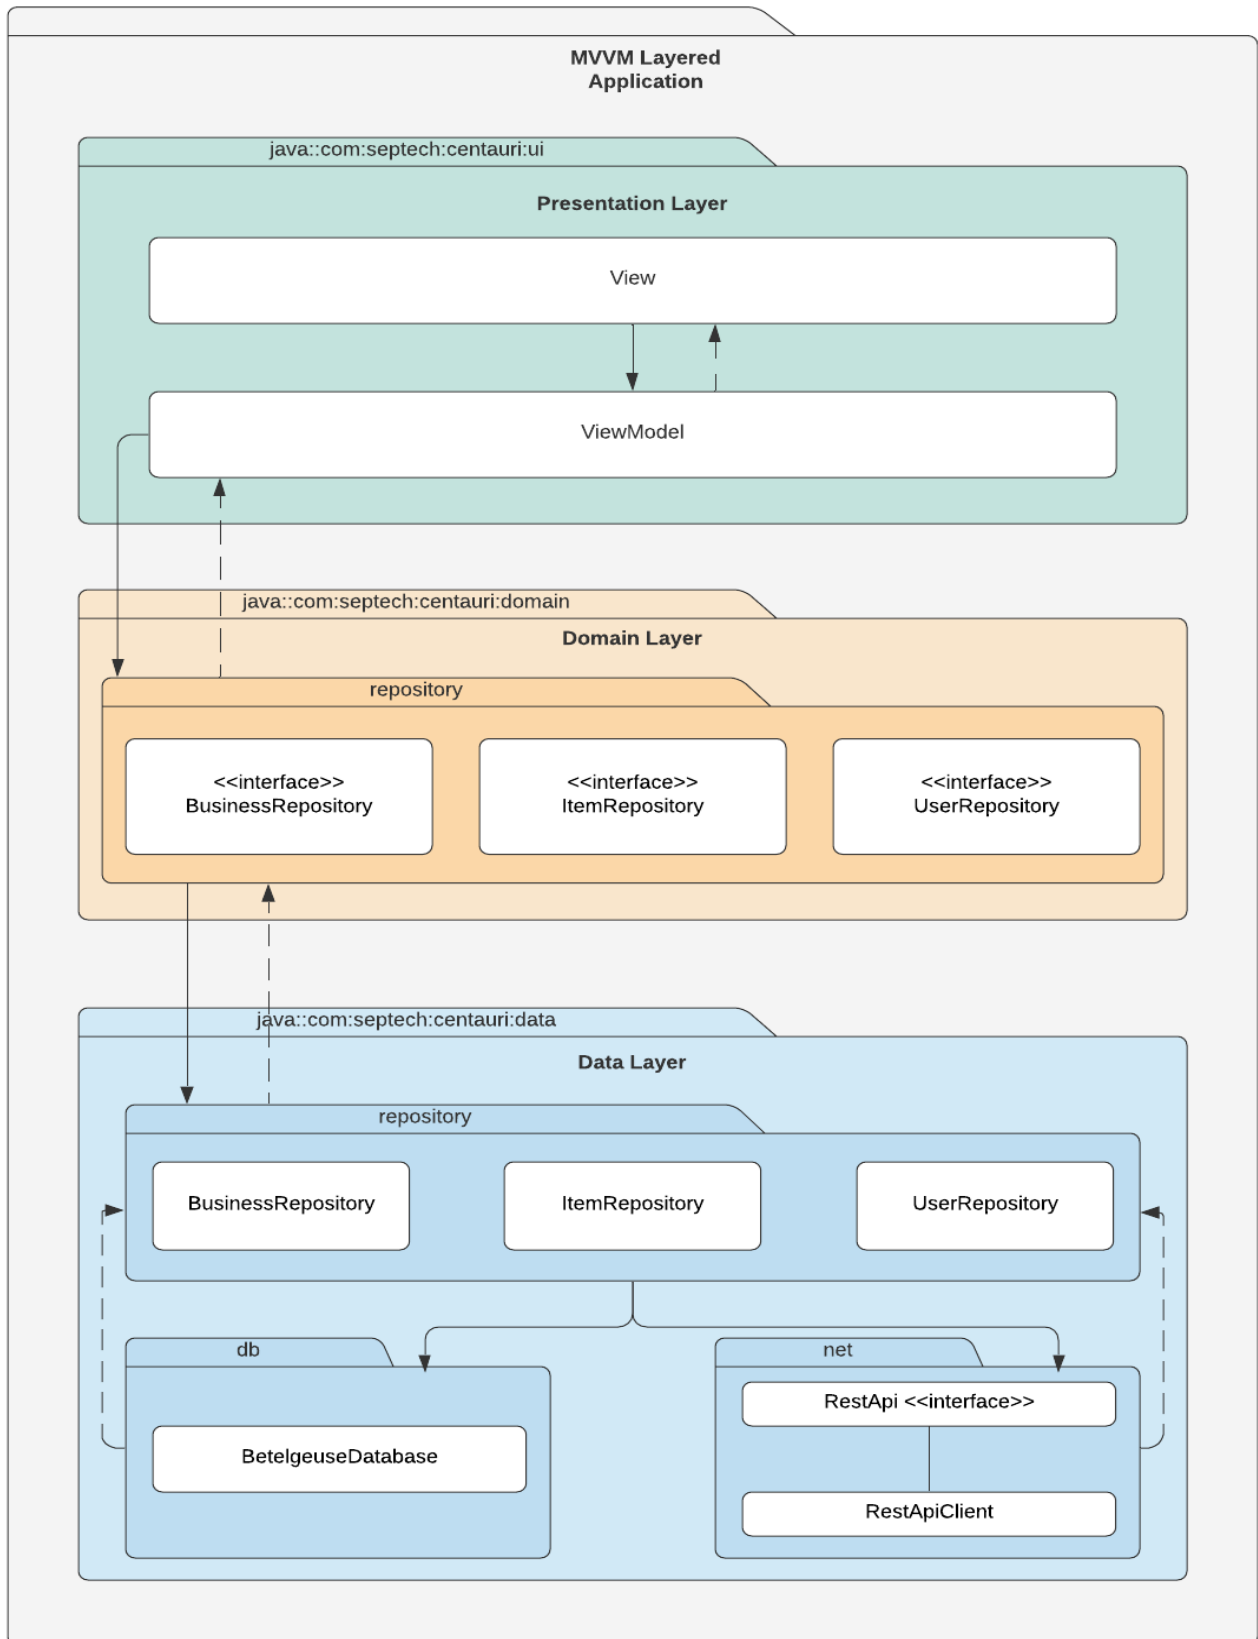 MVVM Layered
Application
java::com:septech:centauri:ui
Presentation Layer
View
ViewModel
java::com:septech:centauri:domain
Domain Layer
repository
<<interface>>
BusinessRepository
<<interface>>
ItemRepository
<<interface>>
UserRepository
java::com:septech:centauri:data
Data Layer
repository
BusinessRepository
ItemRepository
UserRepository
db
BetelgeuseDatabase
net
RestApi <<interface>>
RestApiClient